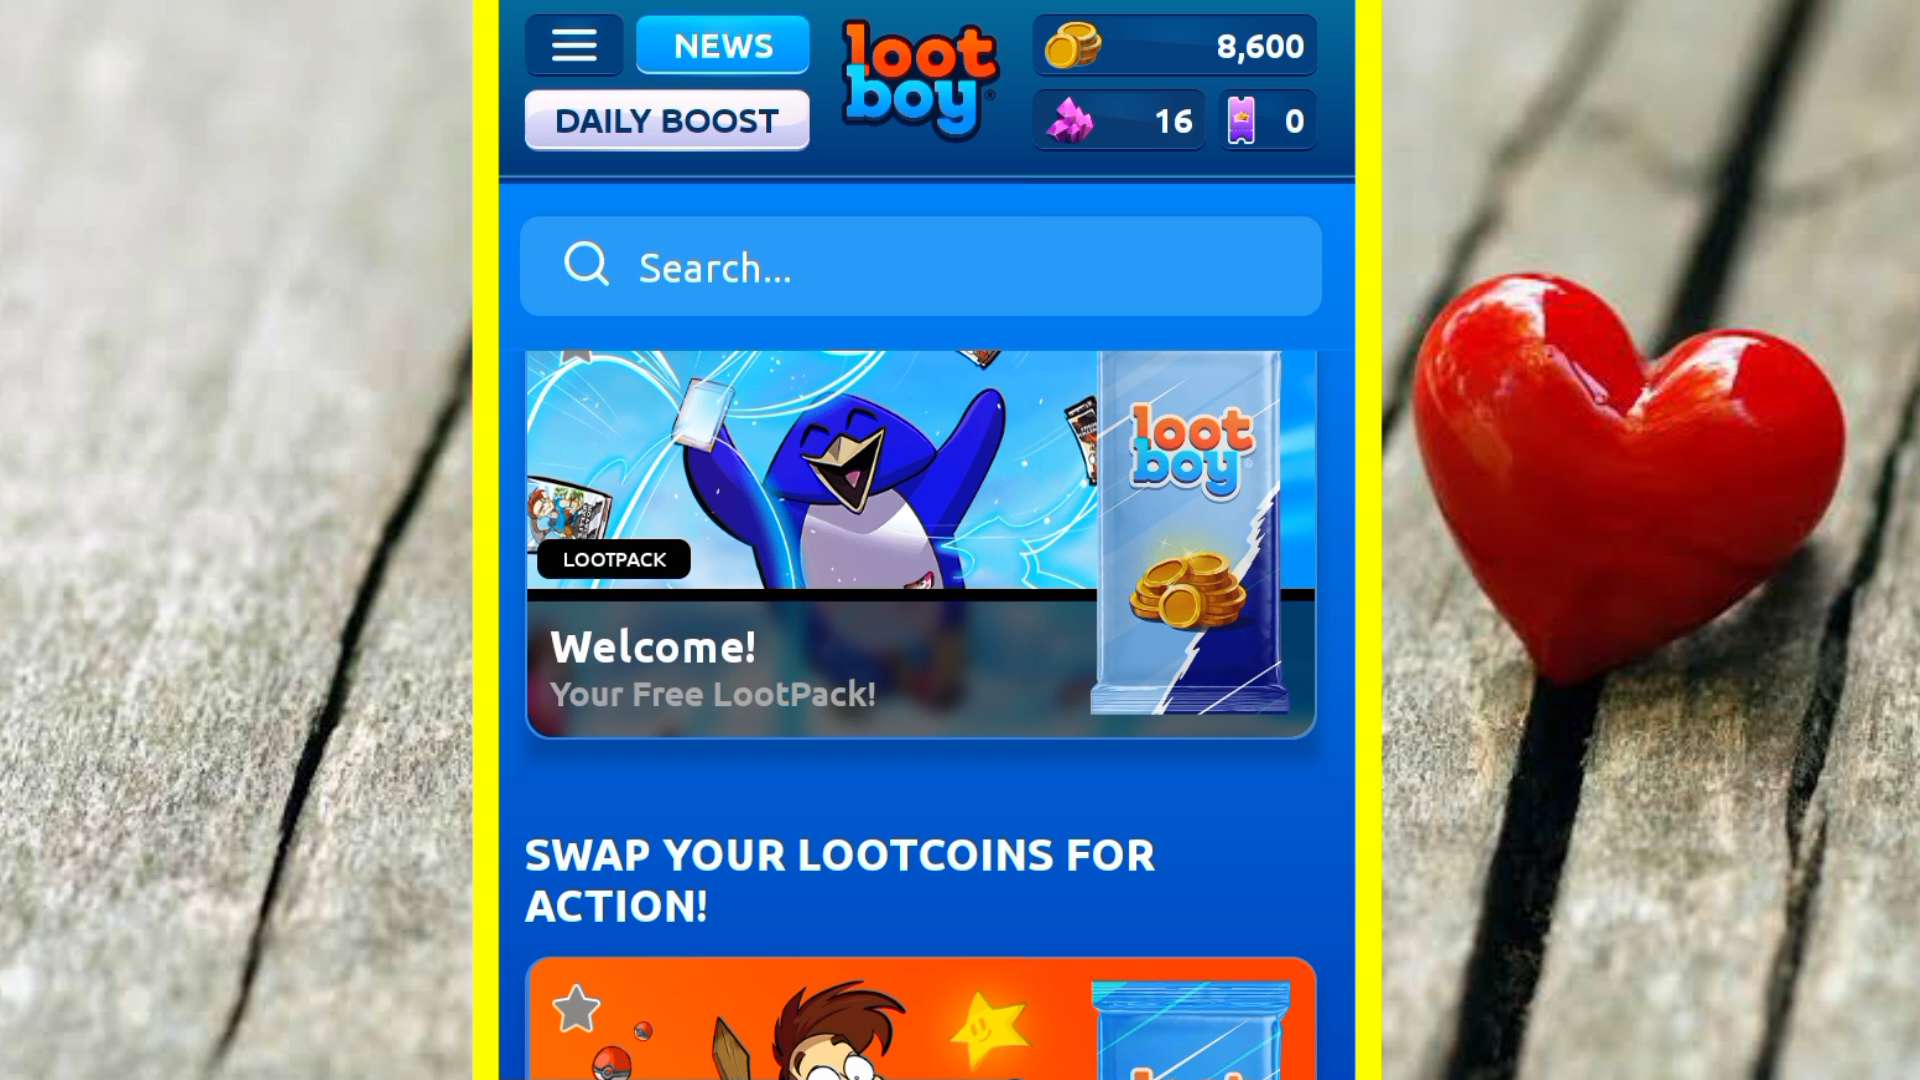 NEWS
loot
boy®
8,600
DAILY BOOST
16
0
Search...
loot
boy®
LOOTPACK
Welcome!
Your Free LootPack!
SWAP YOUR LOOTCOINS FOR
ACTION!
loot